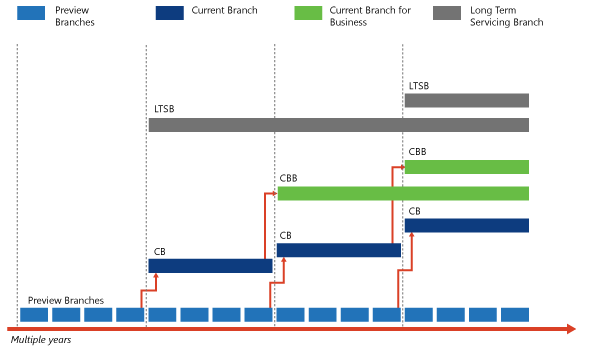 Preview
Branches
Current Branch
Current Branch for
Business
Long Term
Servicing Branch
LTSB
LTSB
CBB
CBB
CB
CB
CB
Preview Branches
Multiple years